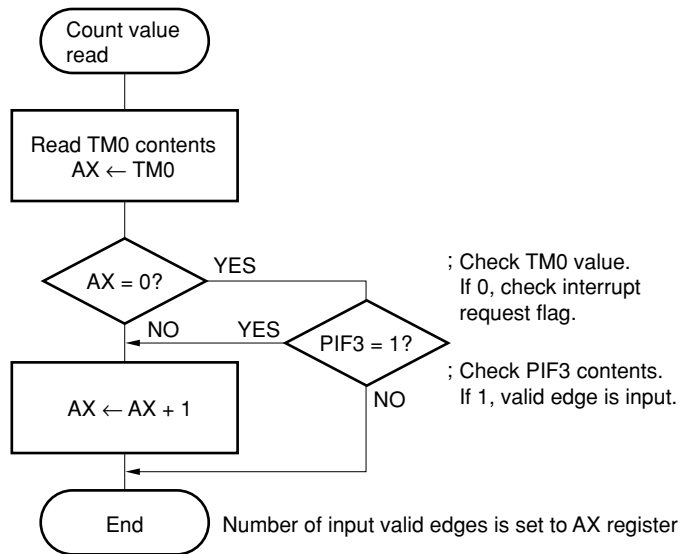 Count value
read
Read TM0 contents
AX ← TM0
AX = 0?
YES
; Check TM0 value.
If 0, check interrupt
request flag.
NO
YES
PIF3 = 1?
; Check PIF3 contents.
If 1, valid edge is input.
AX ← AX + 1
NO
End
Number of input valid edges is set to AX register